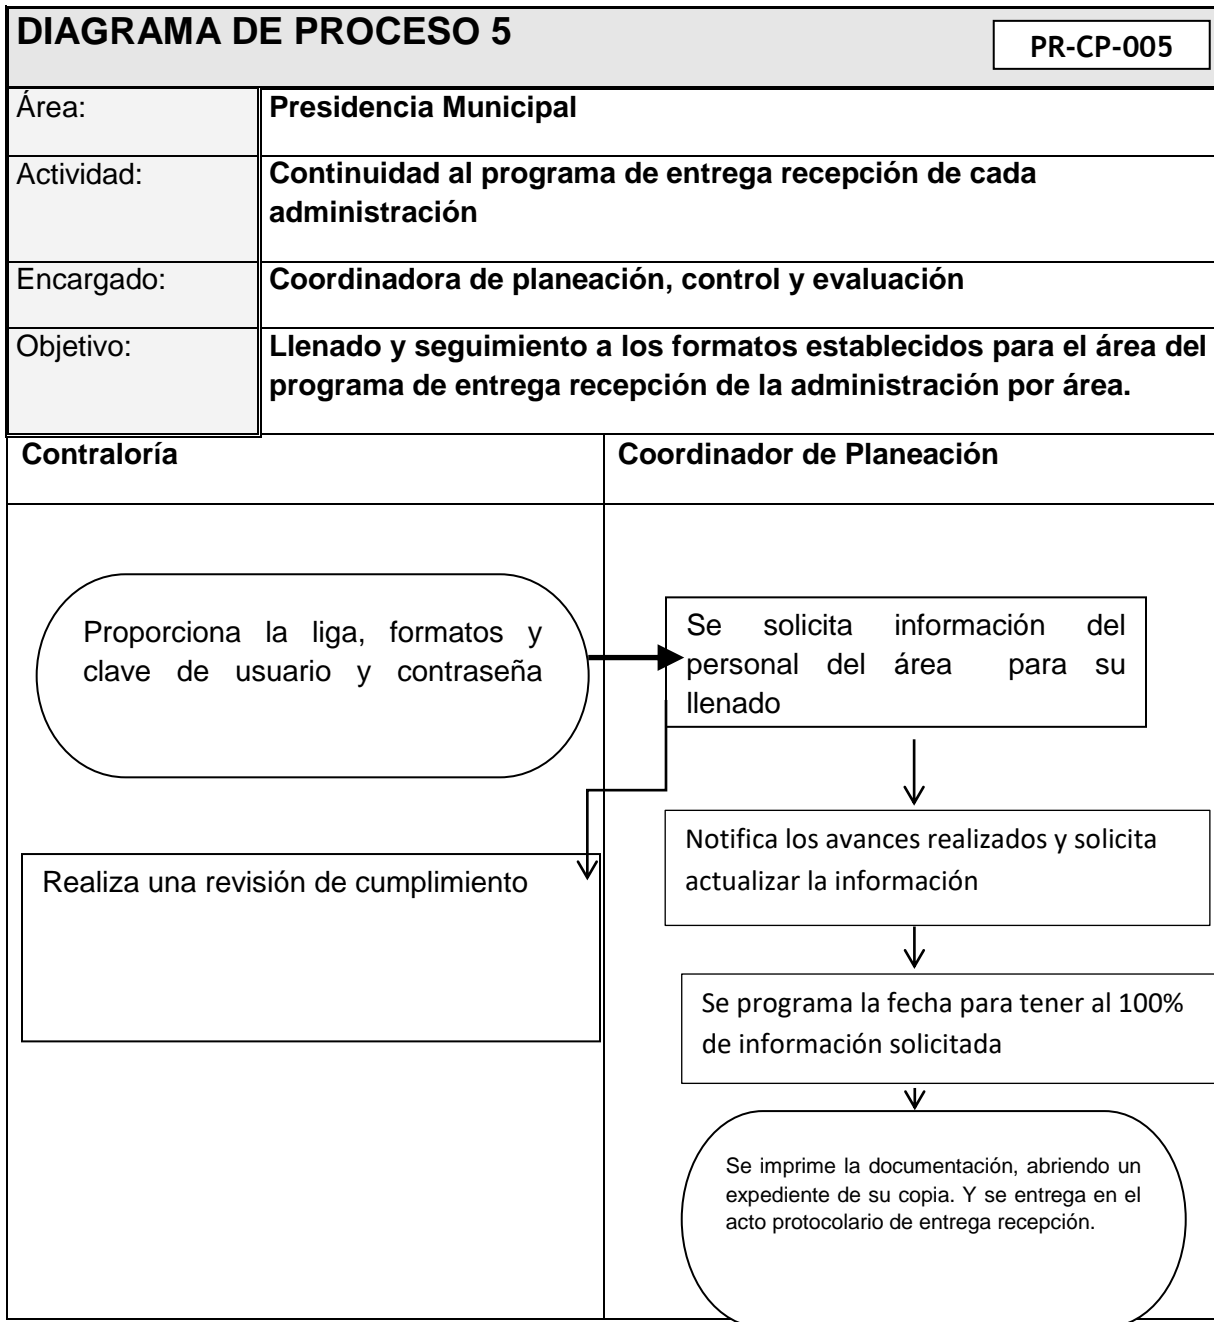 DIAGRAMA DE PROCESO 5
PR-CP-005
Área:
Presidencia Municipal
Actividad:
Continuidad al programa de entrega recepción de cada
administración
Encargado:
Coordinadora de planeación, control y evaluación
Objetivo:
Llenado y seguimiento a los formatos establecidos para el área del
programa de entrega recepción de la administración por área.
Contraloría
Coordinador de Planeación
Proporciona la liga, formatos y
clave de usuario y contraseña
Se solicita información del
personal del área para su
llenado
Realiza una revisión de cumplimiento
Notifica los avances realizados y solicita
actualizar la información
Se programa la fecha para tener al 100%
de información solicitada
Se imprime la documentación, abriendo un
expediente de su copia. Y se entrega en el
acto protocolario de entrega recepción.